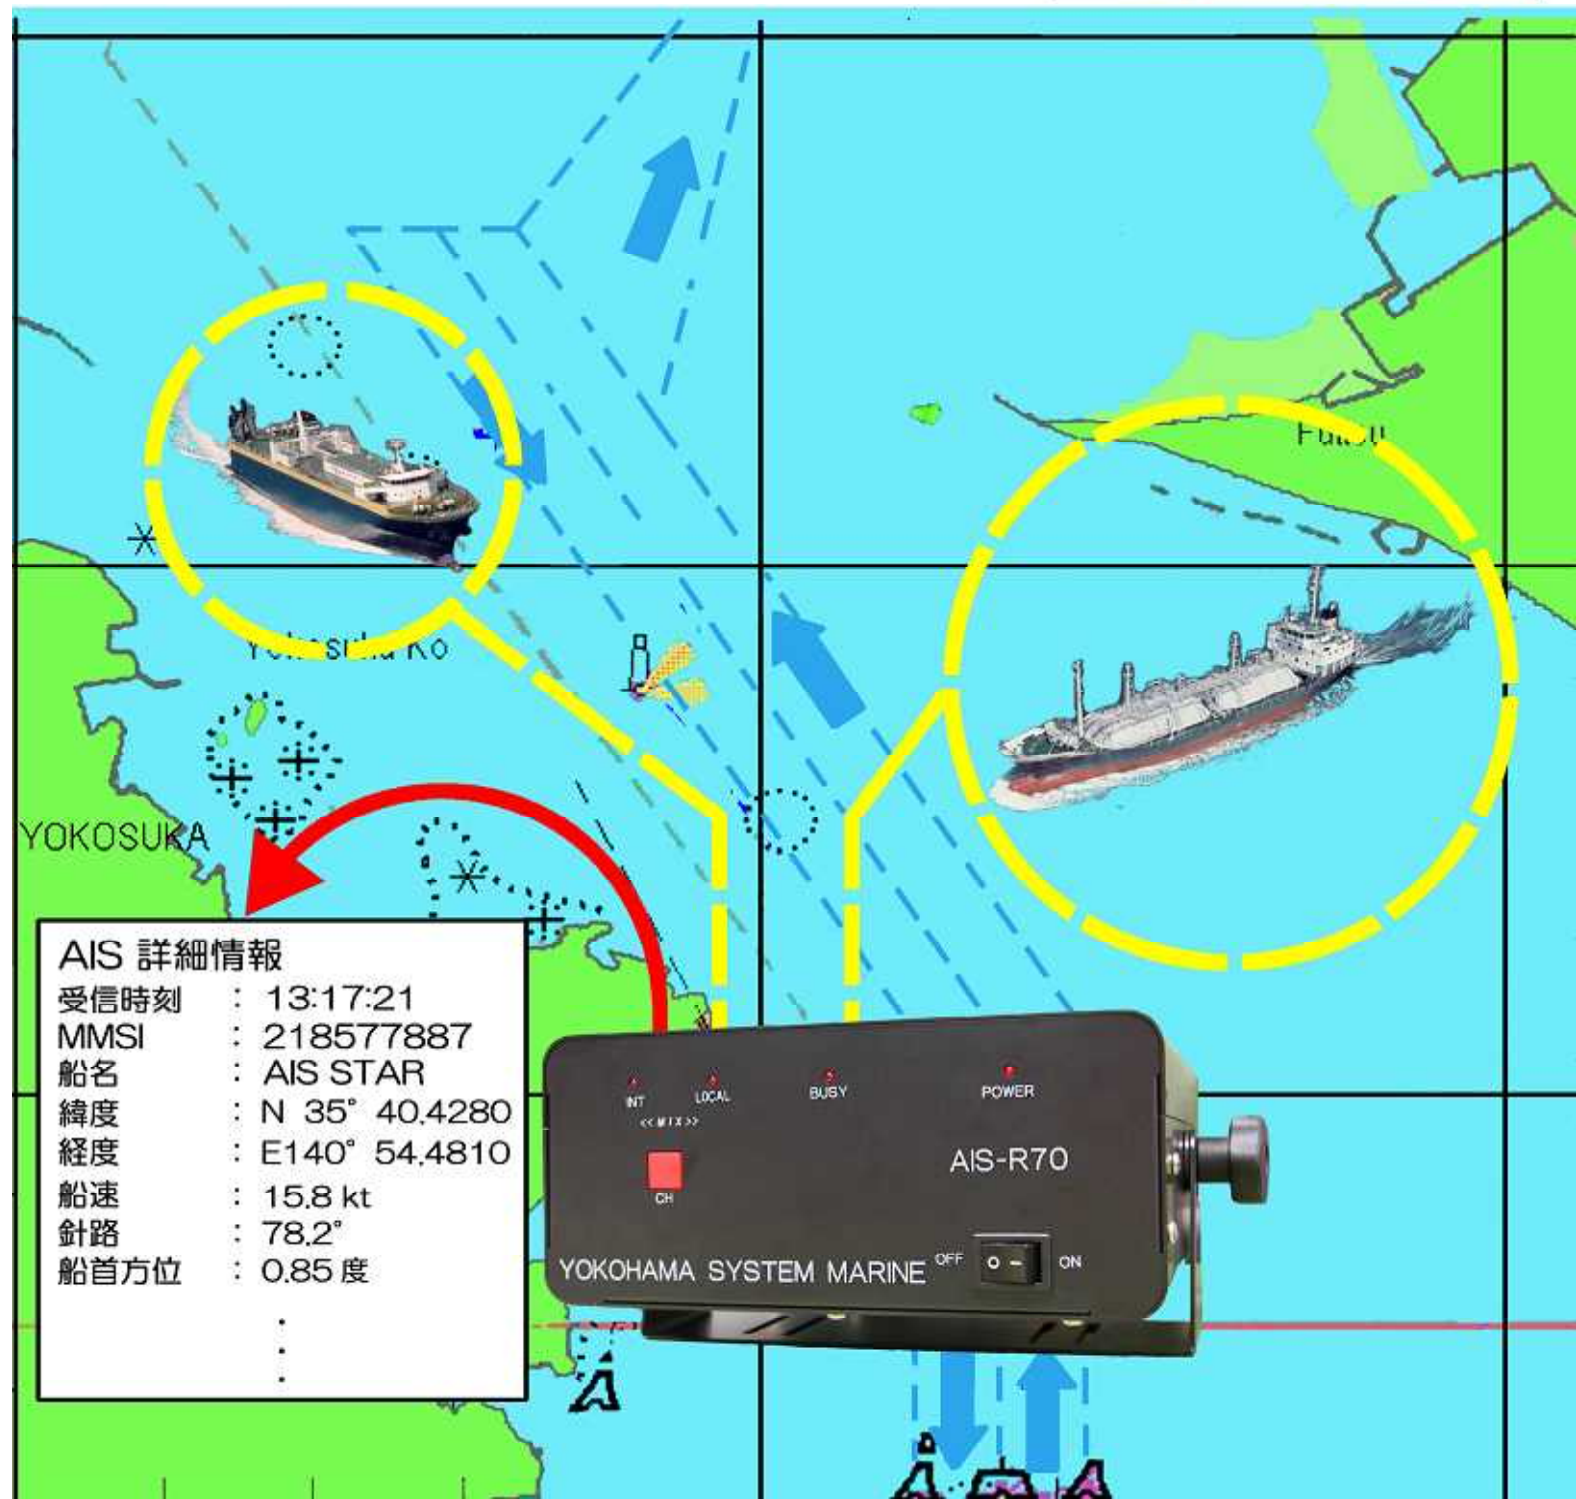 Yokosuka Ko
YOKOSUKA
AIS 詳細情報
受信時刻 : 13:17:21
MMSI : 218577887
船名 : AIS STAR
緯度 : N 35° 40.4280
経度 : E140° 54.4810
船速 : 15.8 kt
針路 : 78.2°
船首方位 : 0.85 度
INT
LOCAL
BUSY
POWER
<< M I X >>
AIS-R70
CH
OFF
ON
YOKOHAMA SYSTEM MARINE